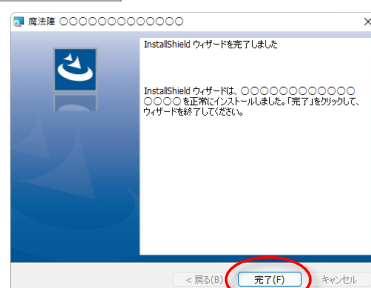 魔法陣 ○○○○○○○○○○○○○
InstallShield ウィザードを完了しました
InstallShield ウィザードは、○○○○○○○○○○○○
○○○○を正常にインストールしました。「完了」をクリックして、
ウィザードを終了してください。
< 戻る(B)
完了(F)
キャンセル